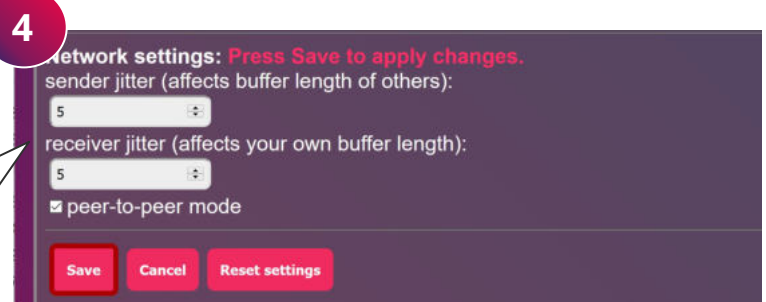 4
Network settings: Press Save to apply changes.
sender jitter (affects buffer length of others):
5
receiver jitter (affects your own buffer length):
5
peer-to-peer mode
Save Cancel Reset settings